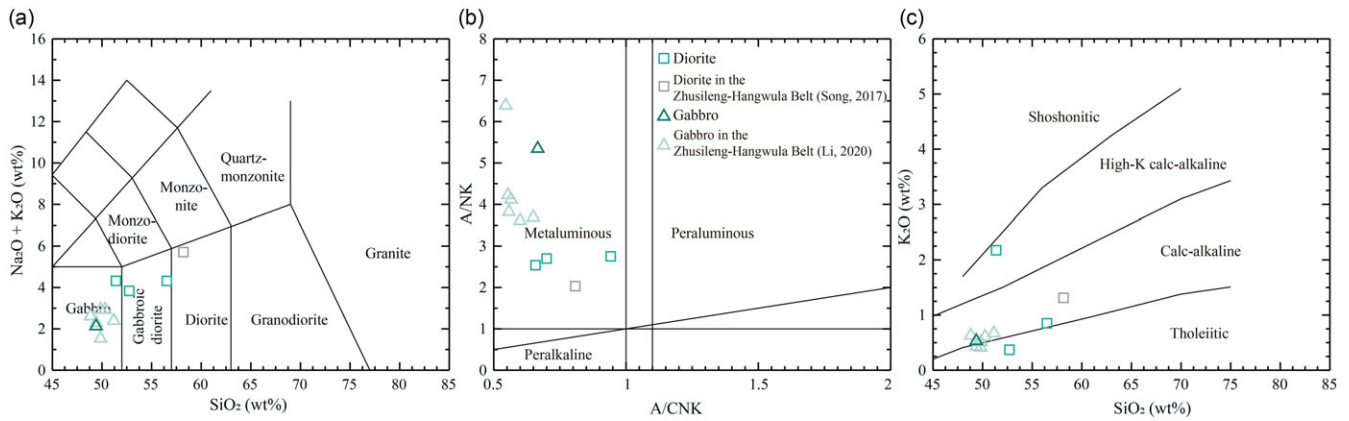 (a)
16
14
12
10
8
6
4
2
0
Na₂O + K₂O (wt%)
Quartz-
monzonite
Monzo-
nite
Monzo-
diorite
Granite
Gabbro
Gabbroic
diorite
Diorite
Granodiorite
45 50 55 60 65 70 75 80 85
SiO₂ (wt%)
(b)
8
7
6
5
4
3
2
1
0
A/NK
Diorite
Diorite in the
Zhusileng-Hangwula Belt (Song, 2017)
Gabbro
Gabbro in the
Zhusileng-Hangwula Belt (Li, 2020)
Metaluminous
Peraluminous
Peralkaline
0.5 1 1.5 2
A/CNK
(c)
6
5
4
3
2
1
0
K₂O (wt%)
Shoshonitic
High-K calc-alkaline
Calc-alkaline
Tholeiitic
45 50 55 60 65 70 75 80 85
SiO₂ (wt%)